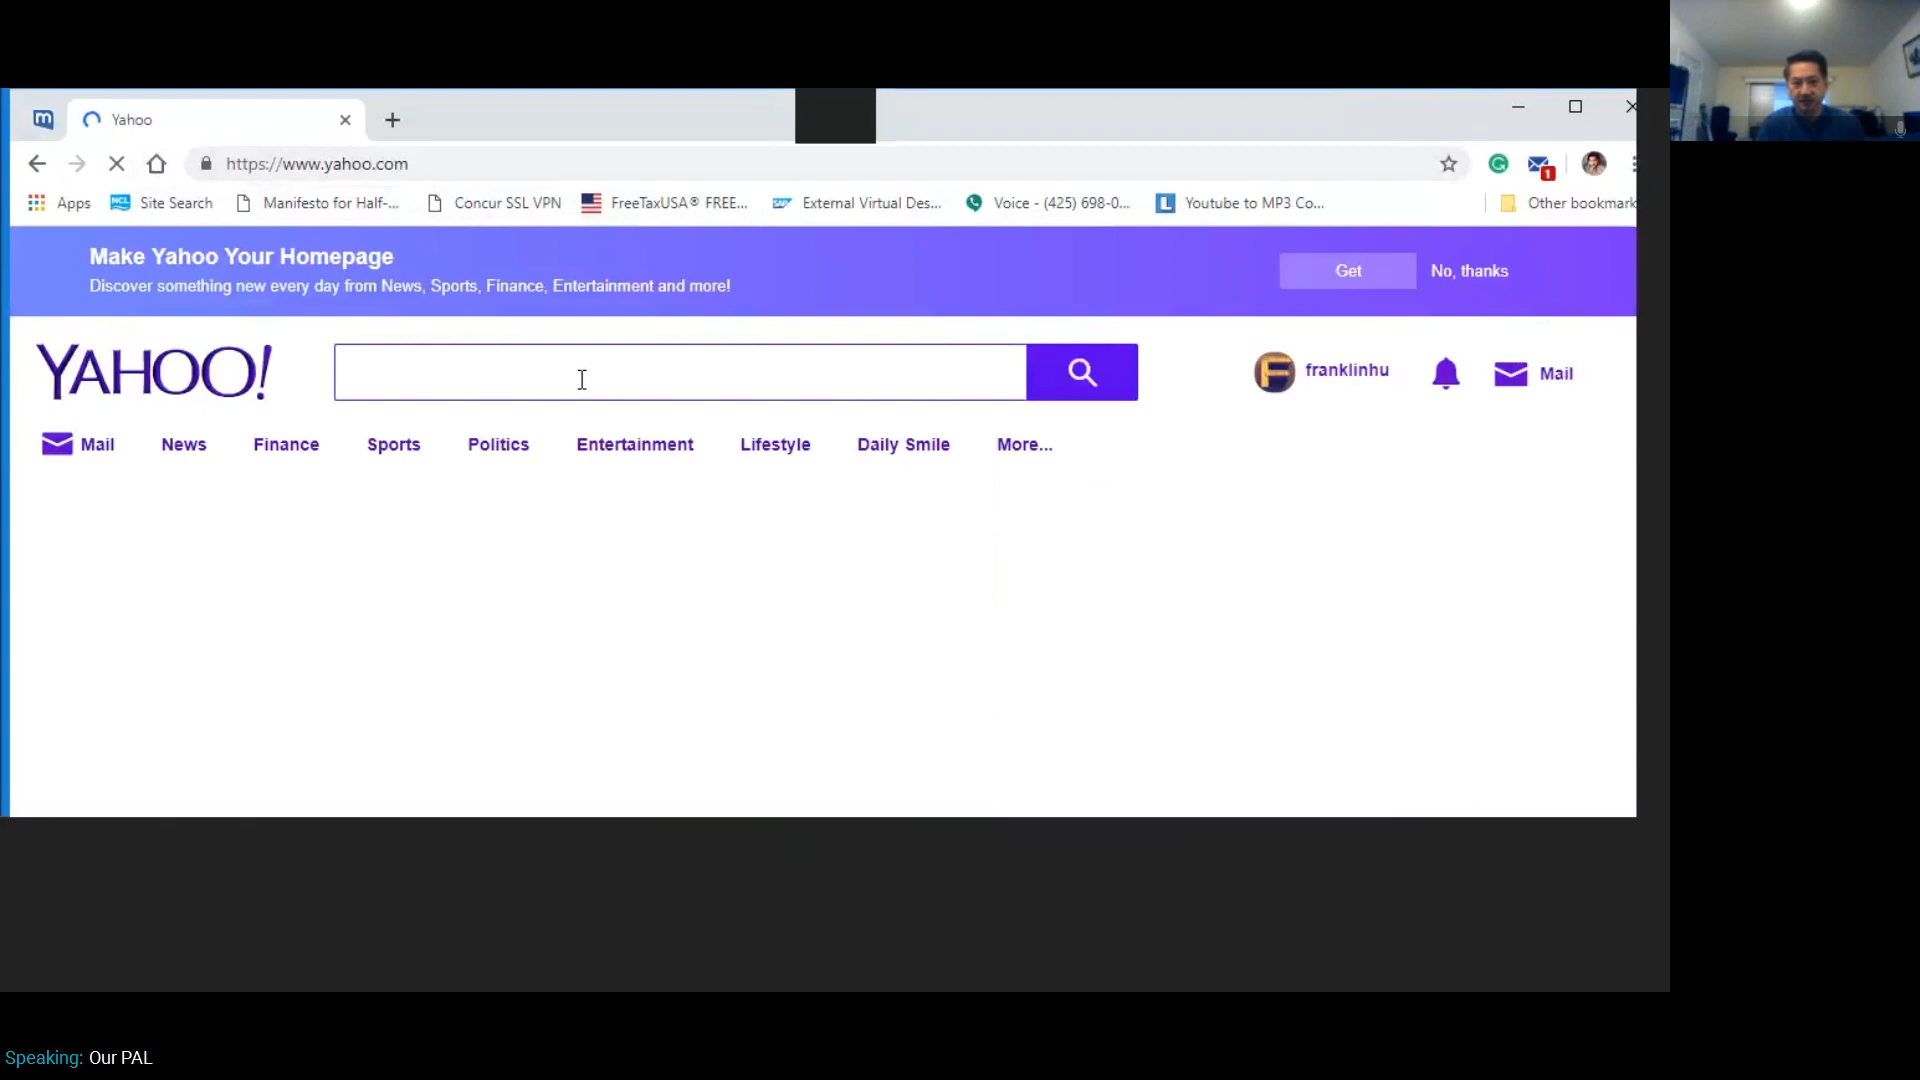 Yahoo
https://www.yahoo.com
1
Apps
NCL Site Search
Manifesto for Half-...
Concur SSL VPN
FreeTaxUSA® FREE...
SAP External Virtual Des...
Voice - (425) 698-0...
L Youtube to MP3 Co...
Other bookmark
Make Yahoo Your Homepage
Discover something new every day from News, Sports, Finance, Entertainment and more!
Get
No, thanks
YAHOO!
F franklinhu
Mail
Mail
News
Finance
Sports
Politics
Entertainment
Lifestyle
Daily Smile
More...
Speaking: Our PAL